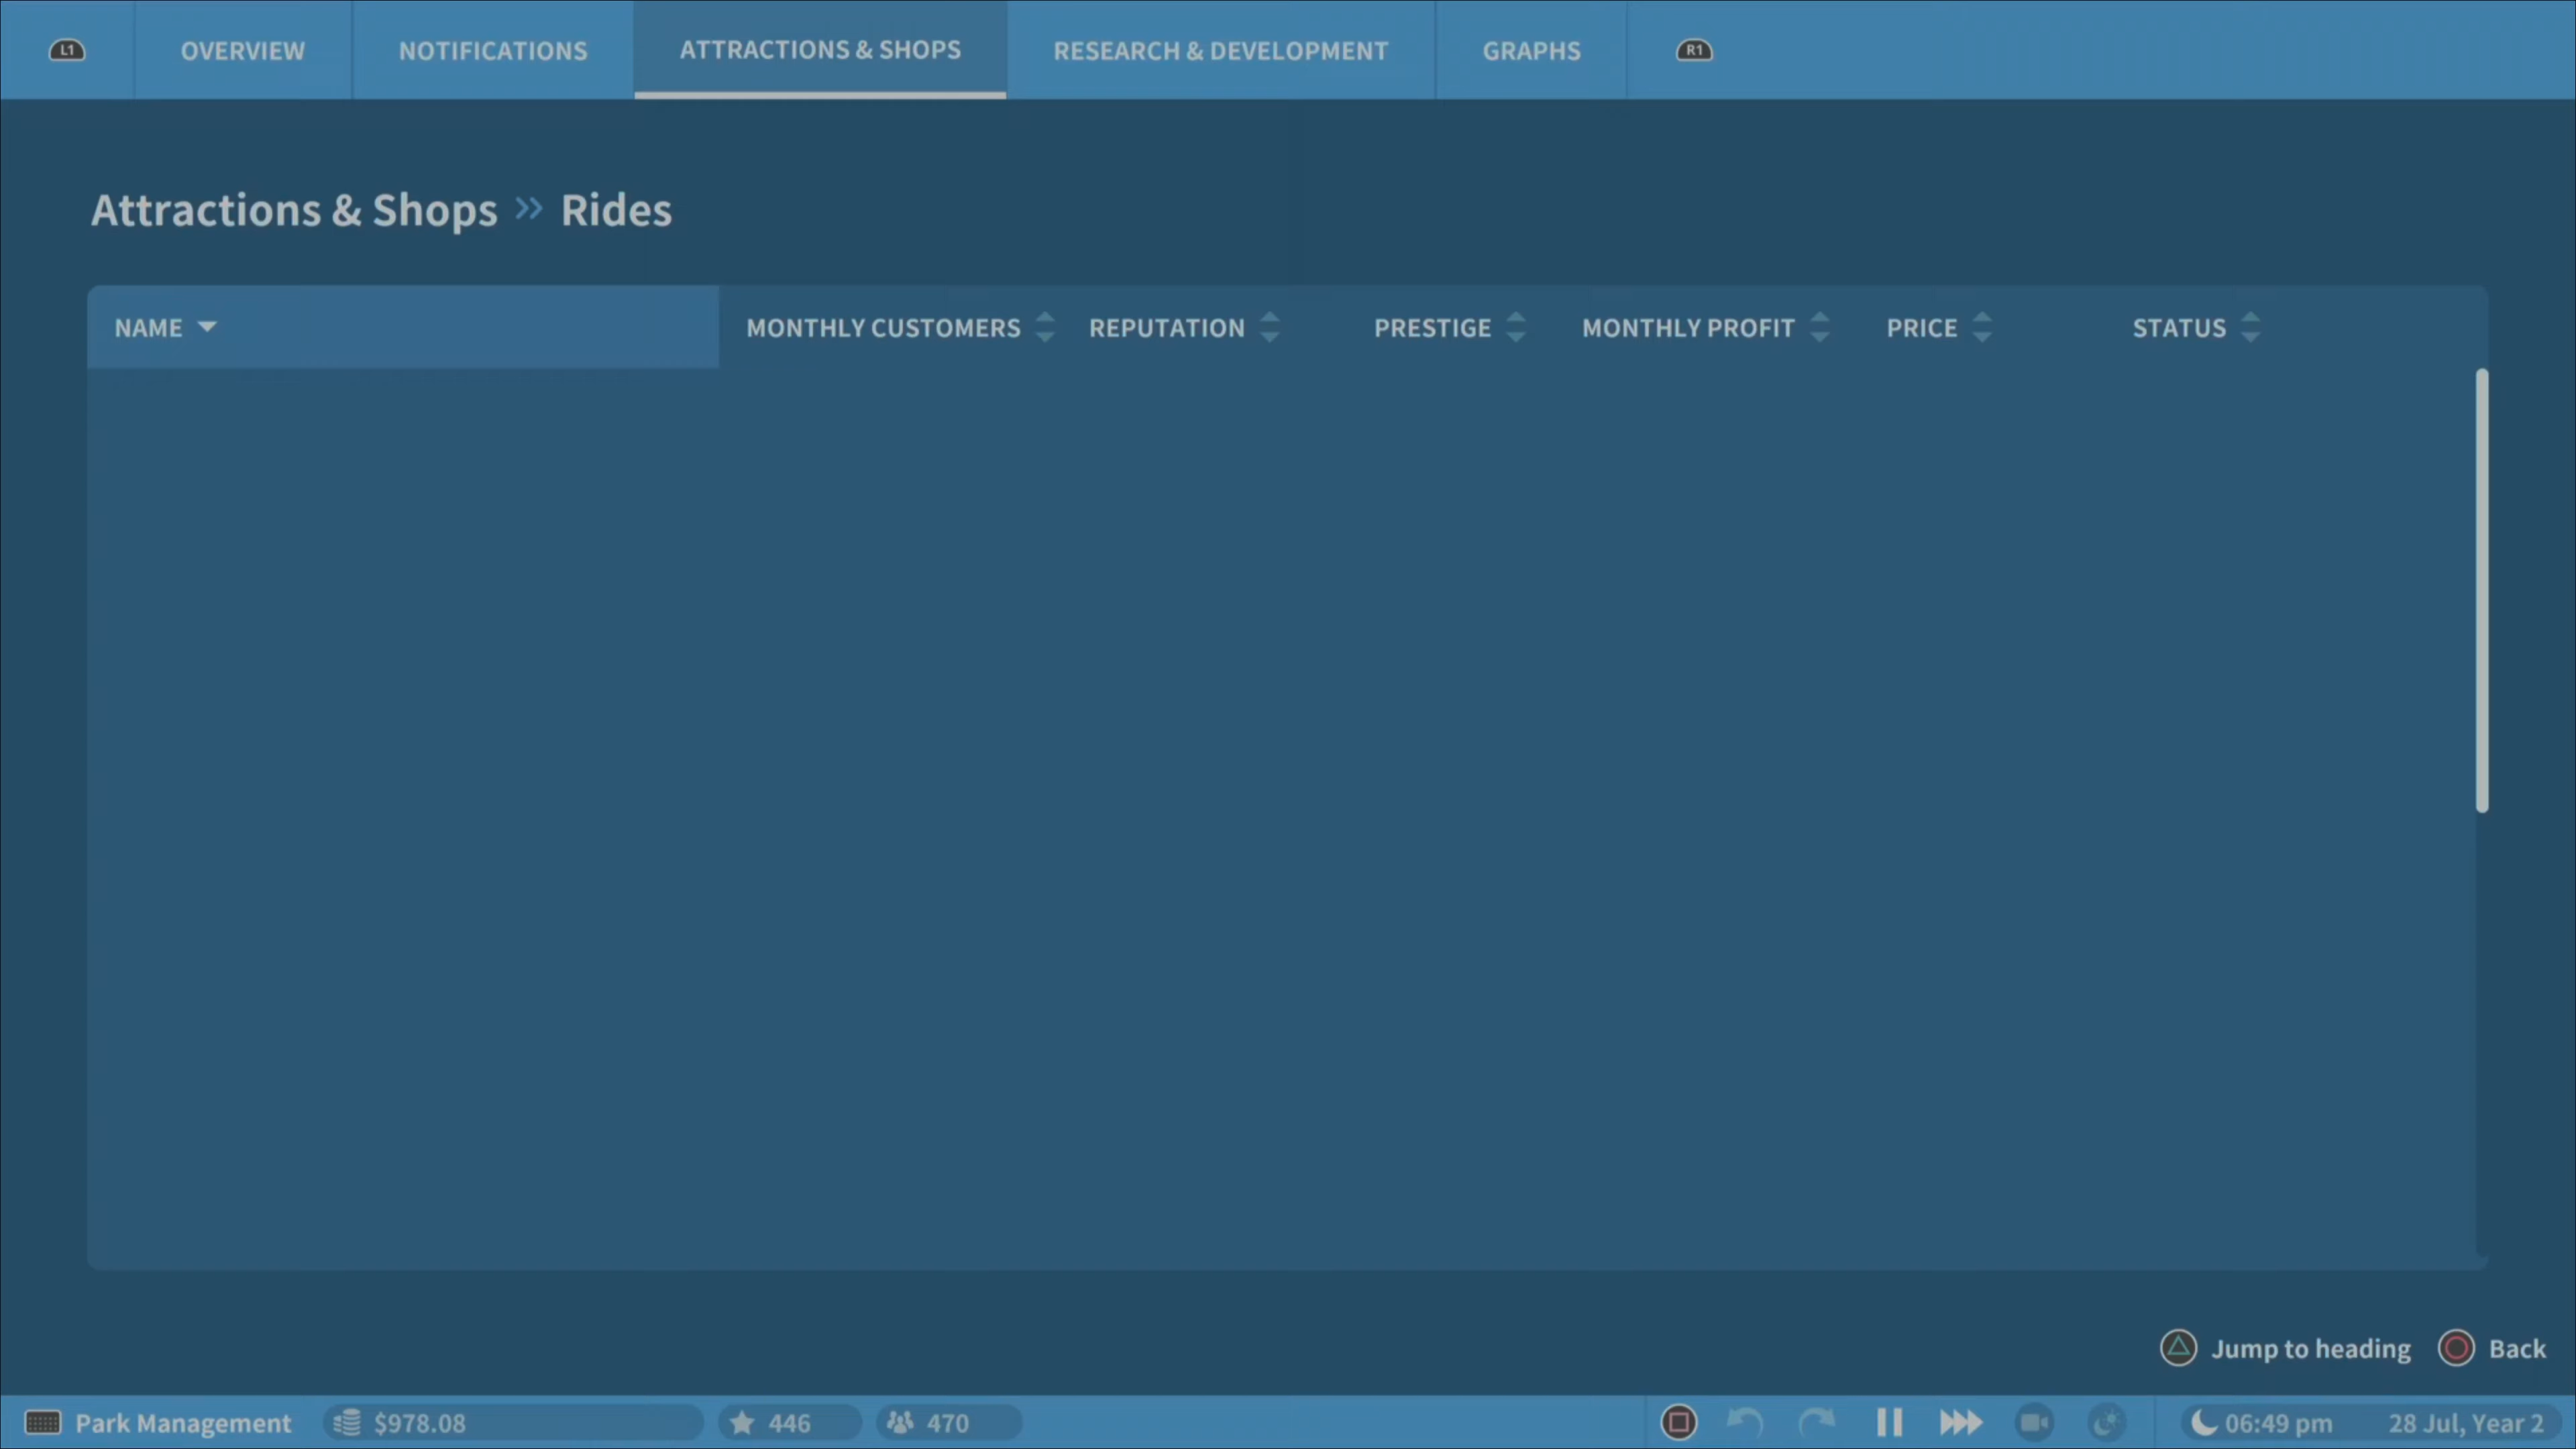 L1 OVERVIEW NOTIFICATIONS ATTRACTIONS & SHOPS RESEARCH & DEVELOPMENT GRAPHS R1
Attractions & Shops » Rides
NAME MONTHLY CUSTOMERS REPUTATION PRESTIGE MONTHLY PROFIT PRICE STATUS
Jump to heading Back
Park Management $978.08 446 470 06:49 pm 28 Jul, Year 2